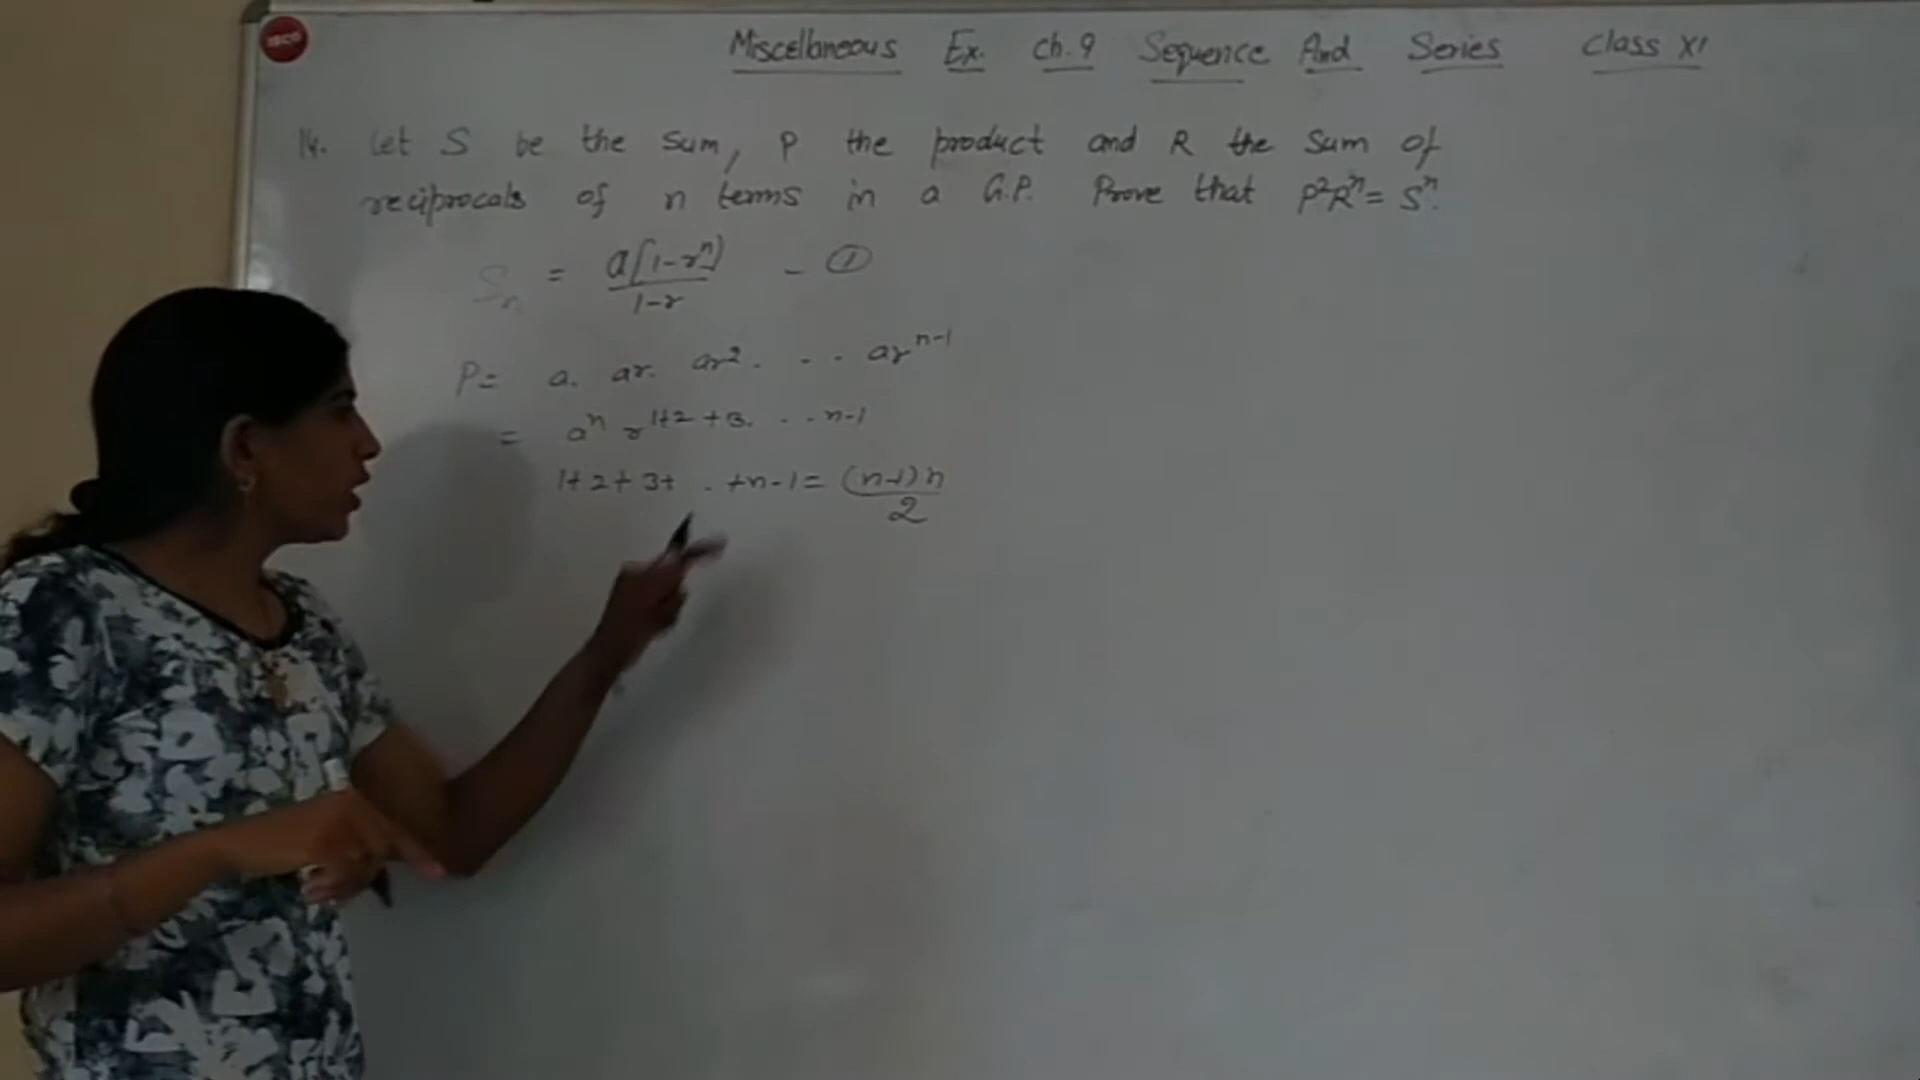 Miscellaneous Ex. Ch.9 Sequence And Series Class XI
14. Let S be the sum, P the product and R the sum of
reciprocals of n terms in a G.P. Prove that P²Rⁿ = Sⁿ.
Sₙ = a[1-rⁿ] / 1-r - ①
P = a. ar. ar². . . arⁿ⁻¹
= aⁿ r^1+2+3. . . n-1
1+2+3+ . +n-1 = (n-1)n / 2